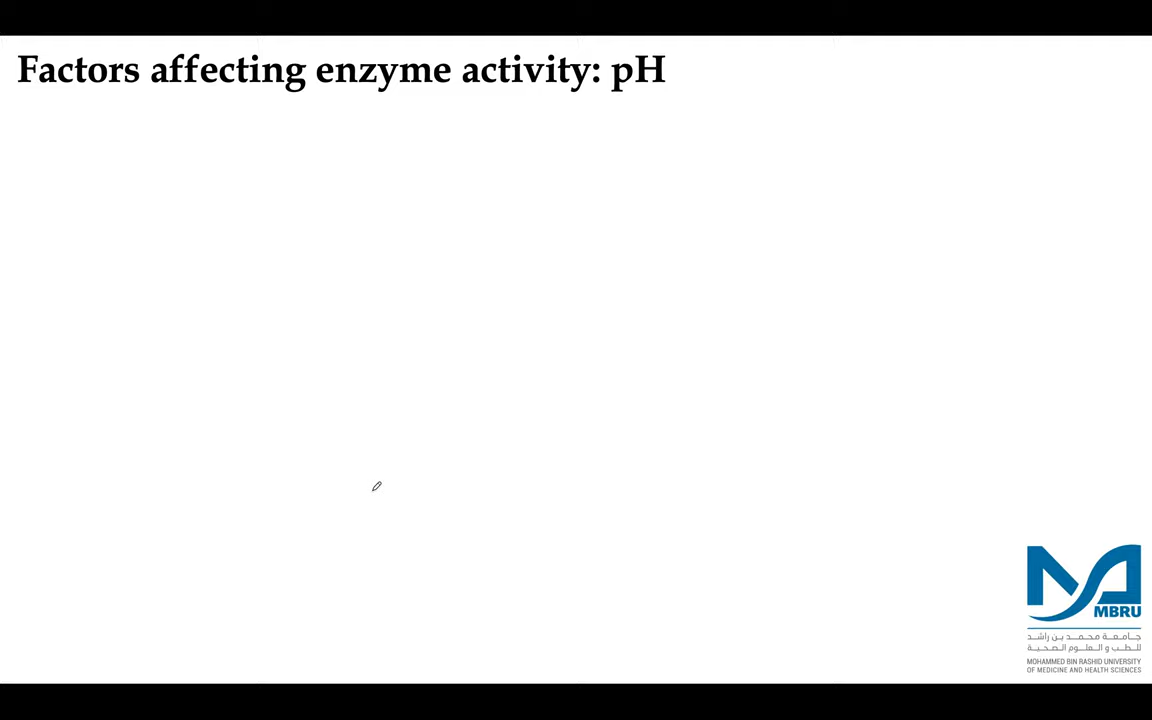 Factors affecting enzyme activity: pH
MBRU
جامعة محمد بن راشد
للطب و العلوم الصحية
MOHAMMED BIN RASHID UNIVERSITY
OF MEDICINE AND HEALTH SCIENCES